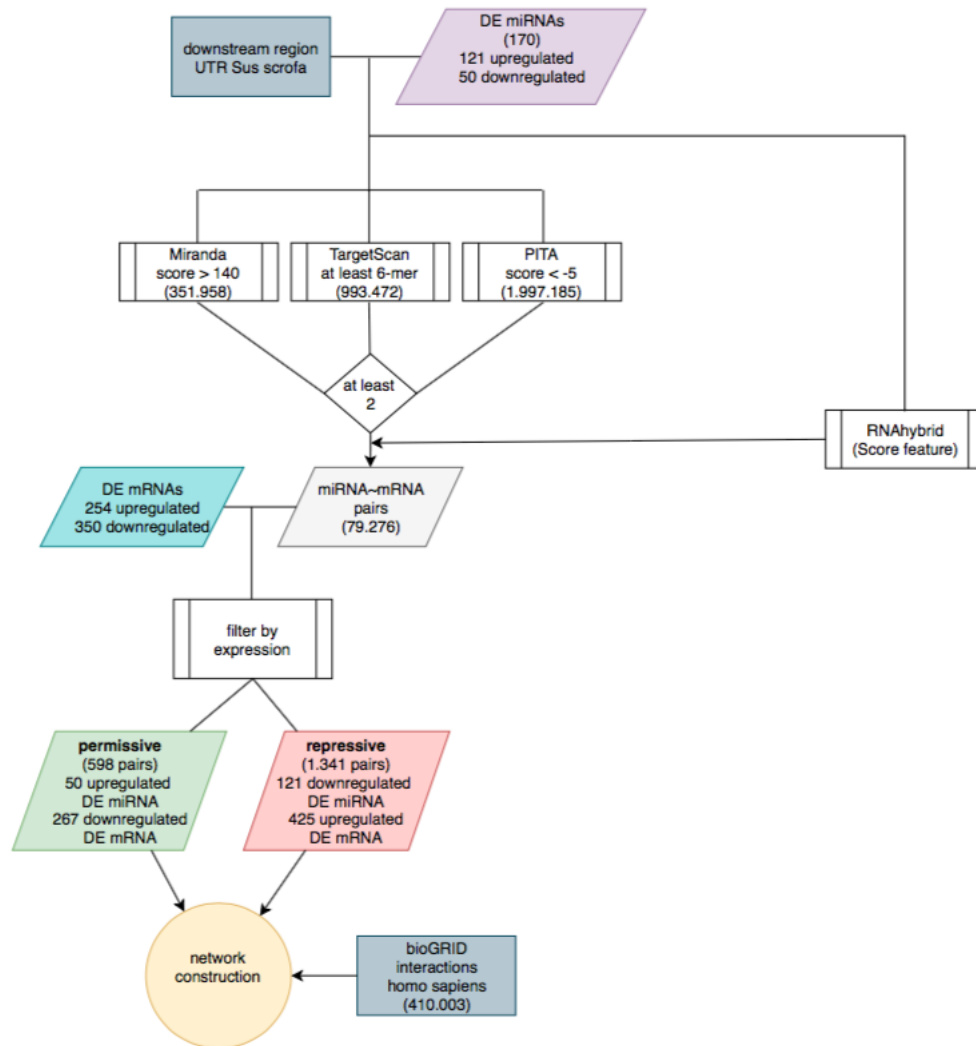 downstream region
UTR Sus scrofa
DE miRNAs
(170)
121 upregulated
50 downregulated
Miranda
score > 140
(351.958)
TargetScan
at least 6-mer
(993.472)
PITA
score < -5
(1.997.185)
at least
2
RNAhybrid
(Score feature)
DE mRNAs
254 upregulated
350 downregulated
miRNA~mRNA
pairs
(79.276)
filter by
expression
permissive
(598 pairs)
50 upregulated
DE miRNA
267 downregulated
DE mRNA
repressive
(1.341 pairs)
121 downregulated
DE miRNA
425 upregulated
DE mRNA
network
construction
bioGRID
interactions
homo sapiens
(410.003)